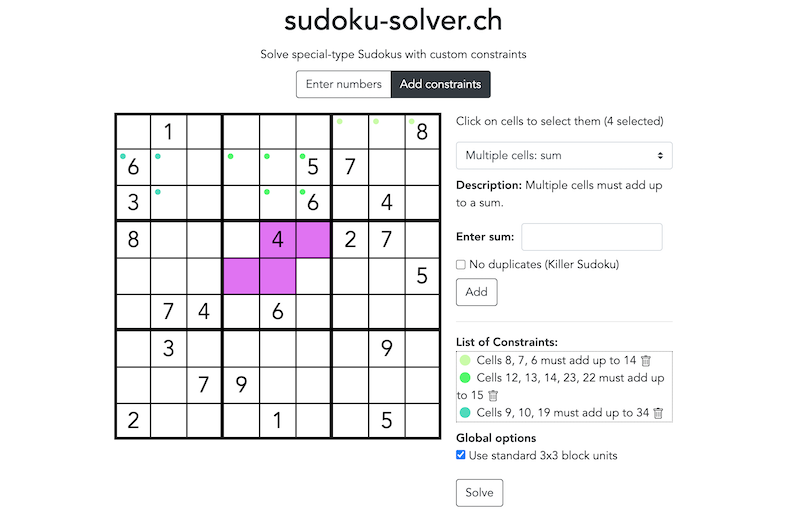 sudoku-solver.ch
Solve special-type Sudokus with custom constraints
Enter numbers Add constraints
1 8
6 5 7
3 6 4
8 4 2 7
5
7 4 6
3 9
7 9
2 1 5
Click on cells to select them (4 selected)
Multiple cells: sum
Description: Multiple cells must add up
to a sum.
Enter sum:
No duplicates (Killer Sudoku)
Add
List of Constraints:
Cells 8, 7, 6 must add up to 14
Cells 12, 13, 14, 23, 22 must add up
to 15
Cells 9, 10, 19 must add up to 34
Global options
Use standard 3x3 block units
Solve